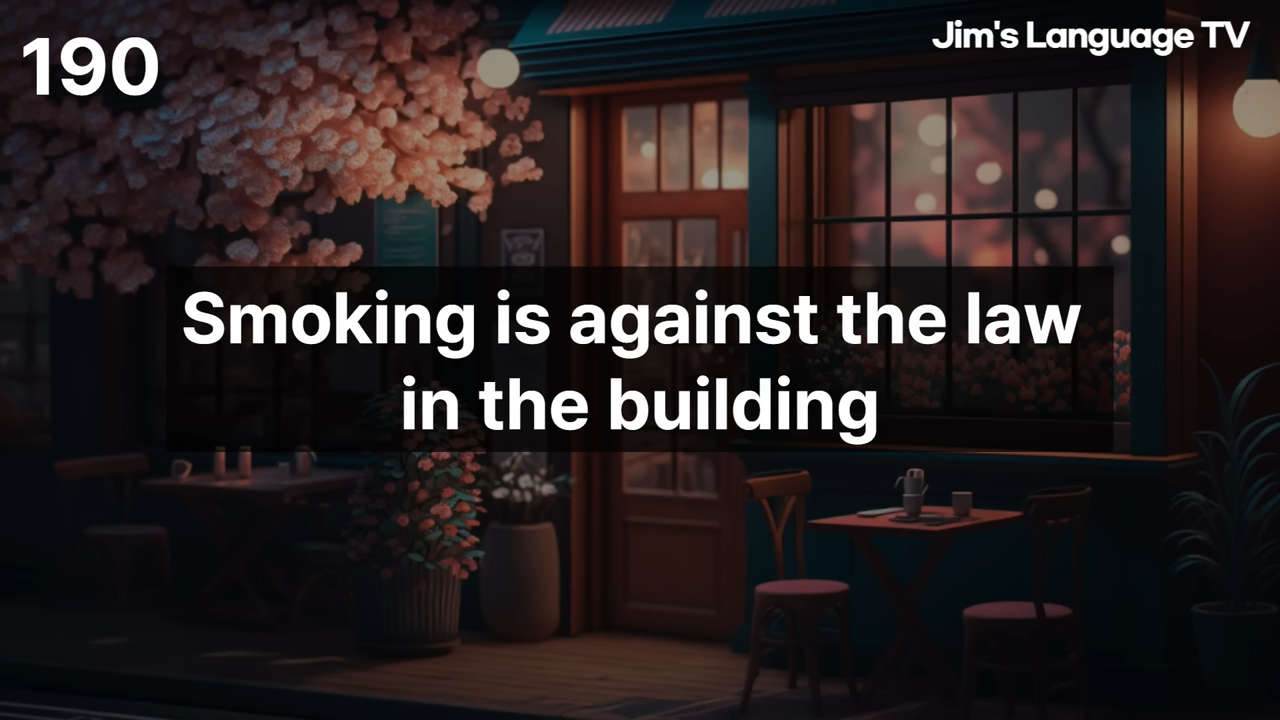 190
Jim's Language TV
Smoking is against the law
in the building